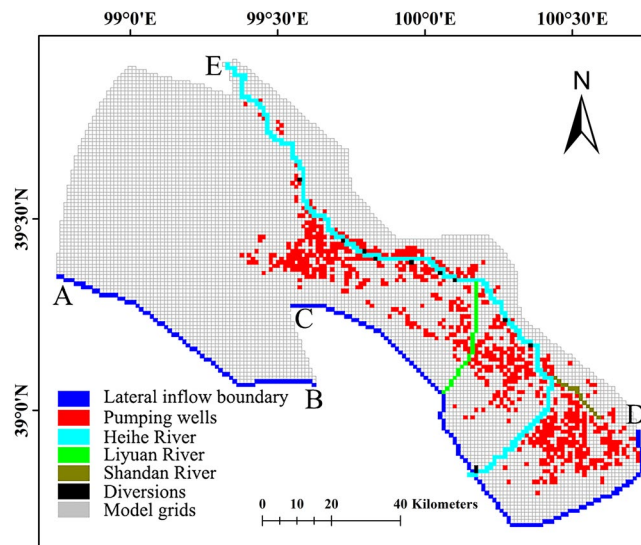 99°0'E 99°30'E 100°0'E 100°30'E
E
N
39°30'N
A
C
B
D
39°0'N
Lateral inflow boundary
Pumping wells
Heihe River
Liyuan River
Shandan River
Diversions
Model grids
0 10 20 40 Kilometers